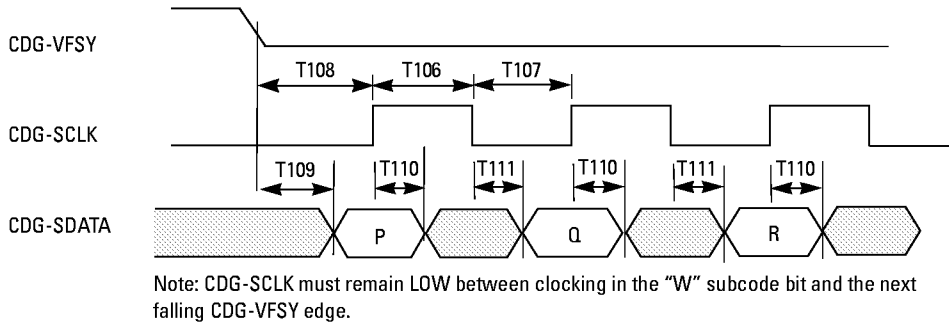 CDG-VFSY
T108 T106 T107
CDG-SCLK
T109 T110 T111 T110 T111 T110
CDG-SDATA
P Q R
Note: CDG-SCLK must remain LOW between clocking in the “W” subcode bit and the next
falling CDG-VFSY edge.